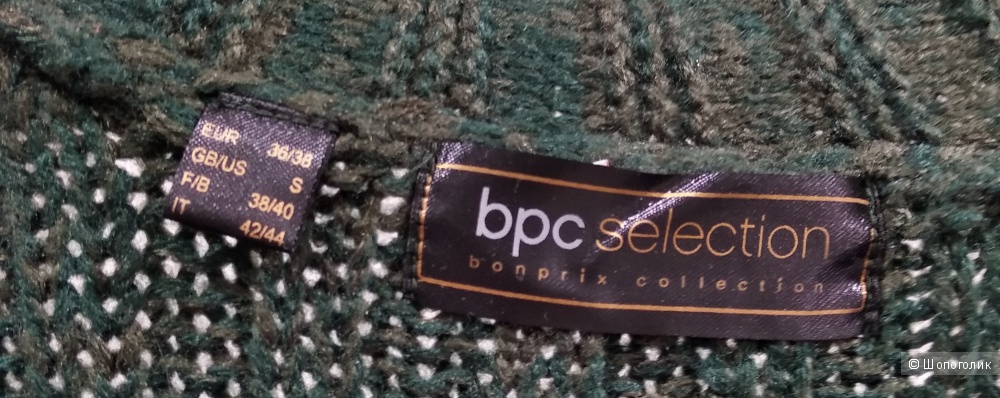 EUR 36/38
GB/US S
F/B 38/40
IT 42/44
bpc selection
bonprix collection
© Шопоголик